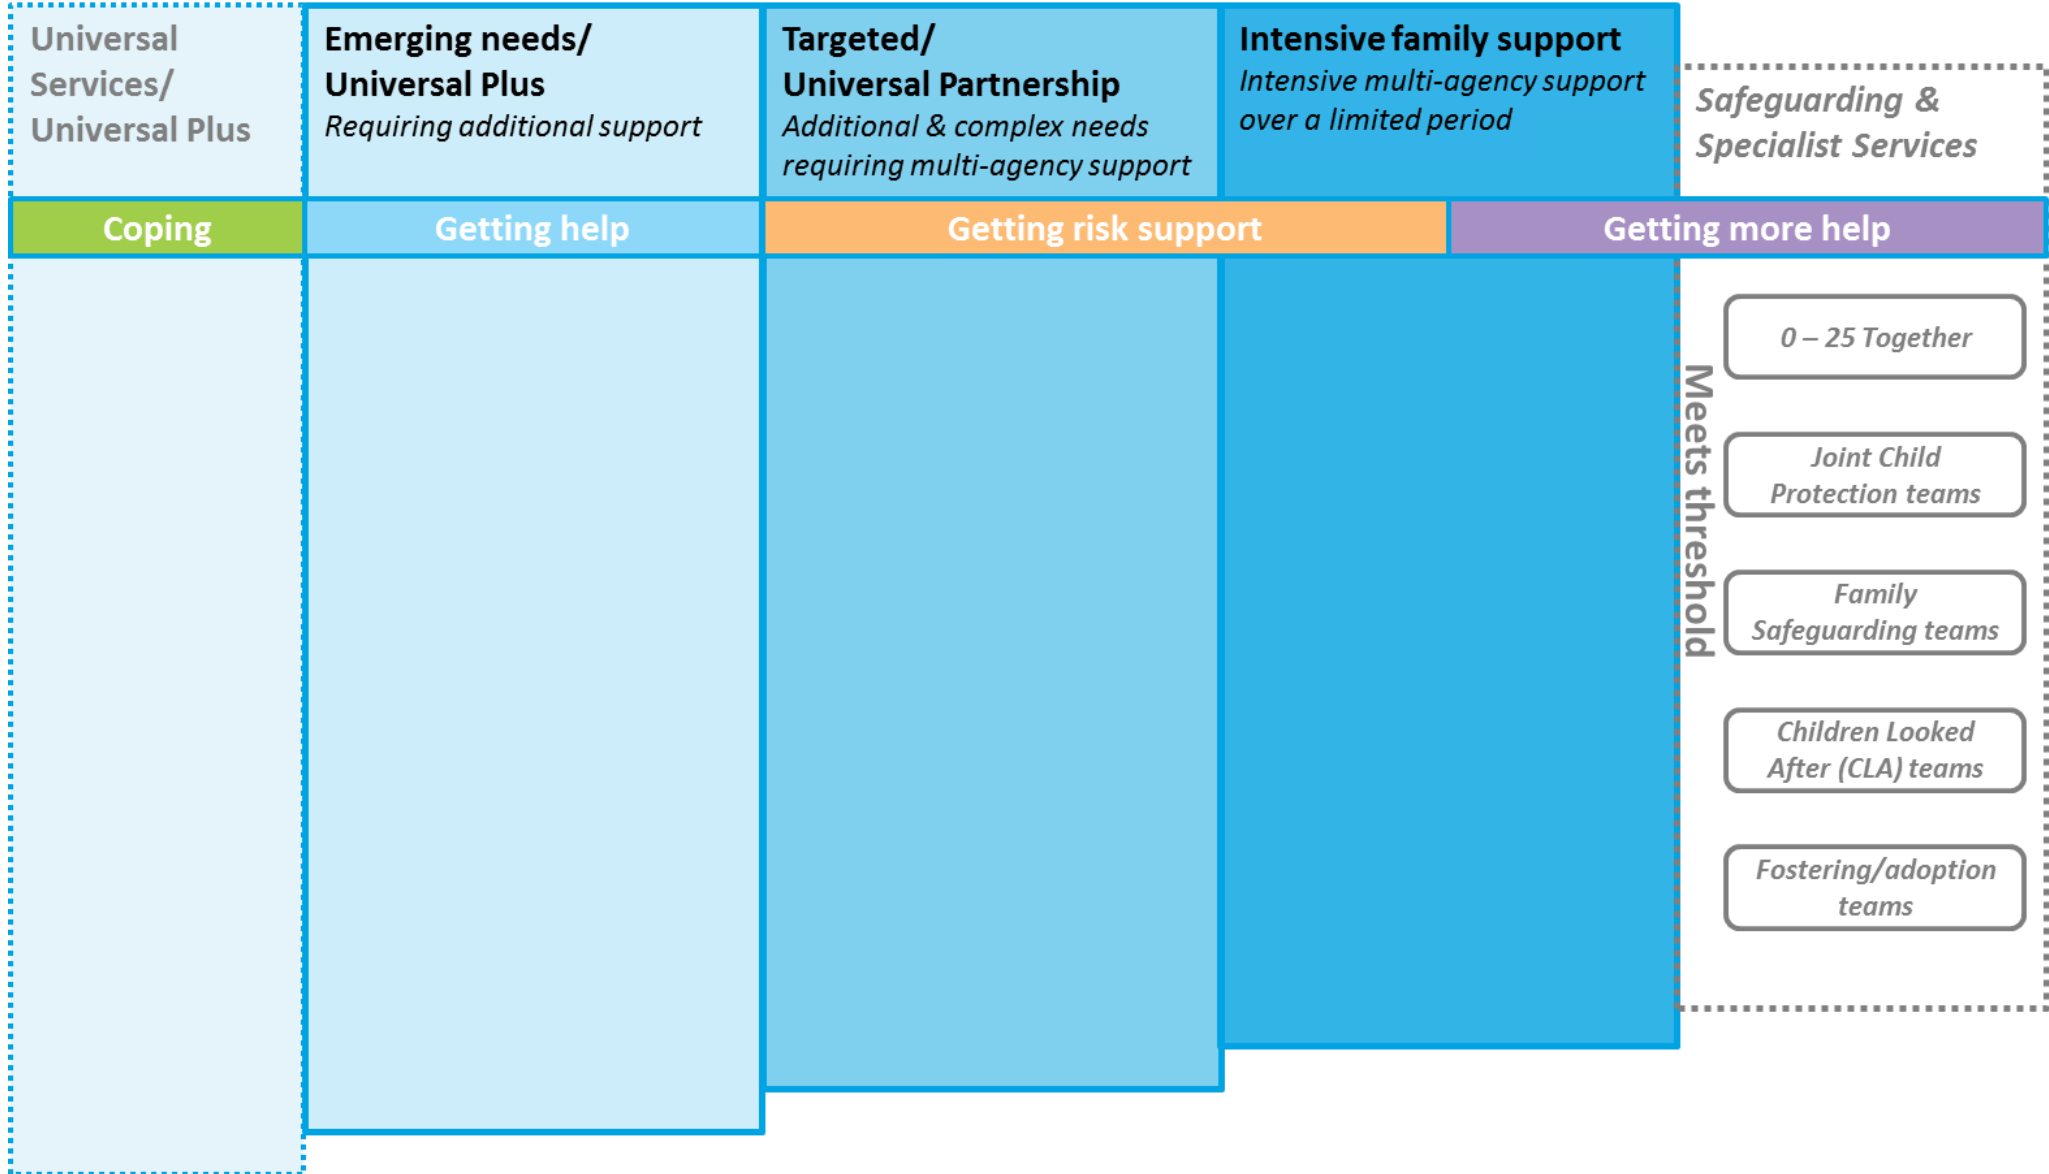 Universal
Services/
Universal Plus
Emerging needs/
Universal Plus
Requiring additional support
Targeted/
Universal Partnership
Additional & complex needs
requiring multi-agency support
Intensive family support
Intensive multi-agency support
over a limited period
Safeguarding &
Specialist Services
Coping
Getting help
Getting risk support
Getting more help
Meets threshold
0 – 25 Together
Joint Child
Protection teams
Family
Safeguarding teams
Children Looked
After (CLA) teams
Fostering/adoption
teams